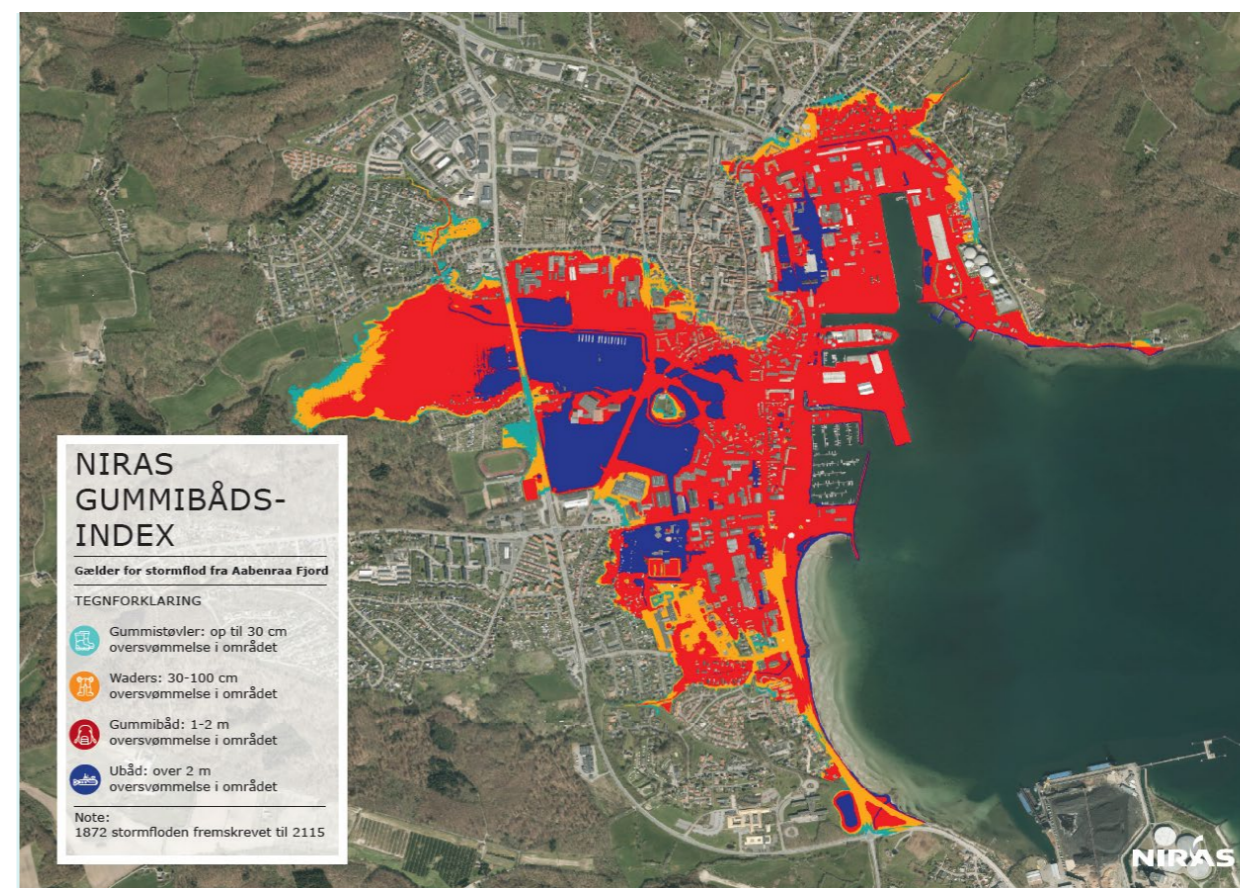 NIRAS
GUMMIBÅDS-
INDEX
Gælder for stormflod fra Aabenraa Fjord
TEGNFORKLARING
Gummistøvler: op til 30 cm
oversvømmelse i området
Waders: 30-100 cm
oversvømmelse i området
Gummibåd: 1-2 m
oversvømmelse i området
Ubåd: over 2 m
oversvømmelse i området
Note:
1872 stormfloden fremskrevet til 2115
NIRAS